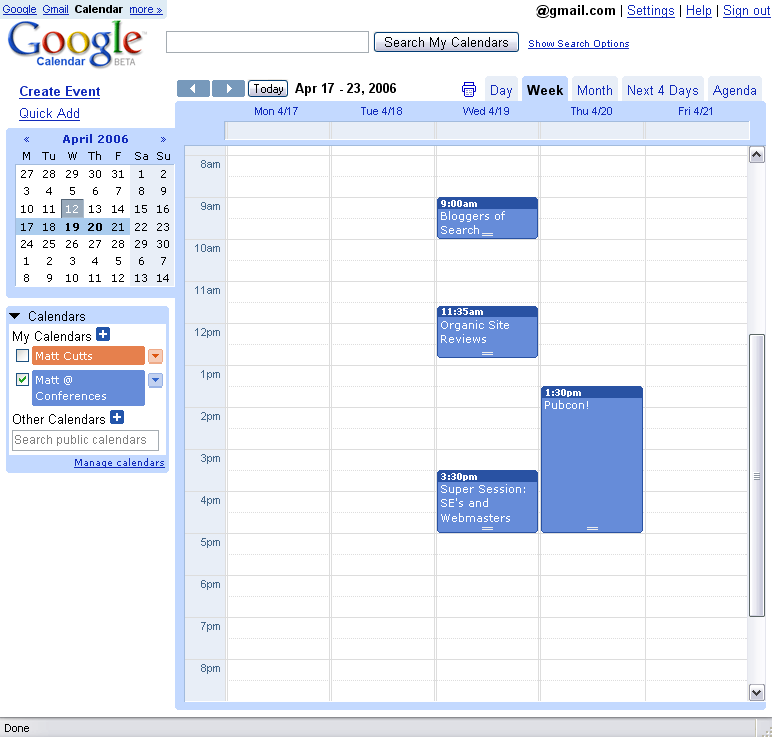 Google Gmail Calendar more »
@gmail.com | Settings | Help | Sign out
Google
Calendar BETA
Search My Calendars
Show Search Options
Create Event
Quick Add
Today Apr 17 - 23, 2006
Day Week Month Next 4 Days Agenda
« April 2006 »
M Tu W Th F Sa Su
27 28 29 30 31 1 2
3 4 5 6 7 8 9
10 11 12 13 14 15 16
17 18 19 20 21 22 23
24 25 26 27 28 29 30
1 2 3 4 5 6 7
8 9 10 11 12 13 14
Calendars
My Calendars
Matt Cutts
Matt @
Conferences
Other Calendars
Search public calendars
Manage calendars
Mon 4/17 Tue 4/18 Wed 4/19 Thu 4/20 Fri 4/21
8am
9am
10am
11am
12pm
1pm
2pm
3pm
4pm
5pm
6pm
7pm
8pm
9:00am
Bloggers of
Search
11:35am
Organic Site
Reviews
3:30pm
Super Session:
SE's and
Webmasters
1:30pm
Pubcon!
Done